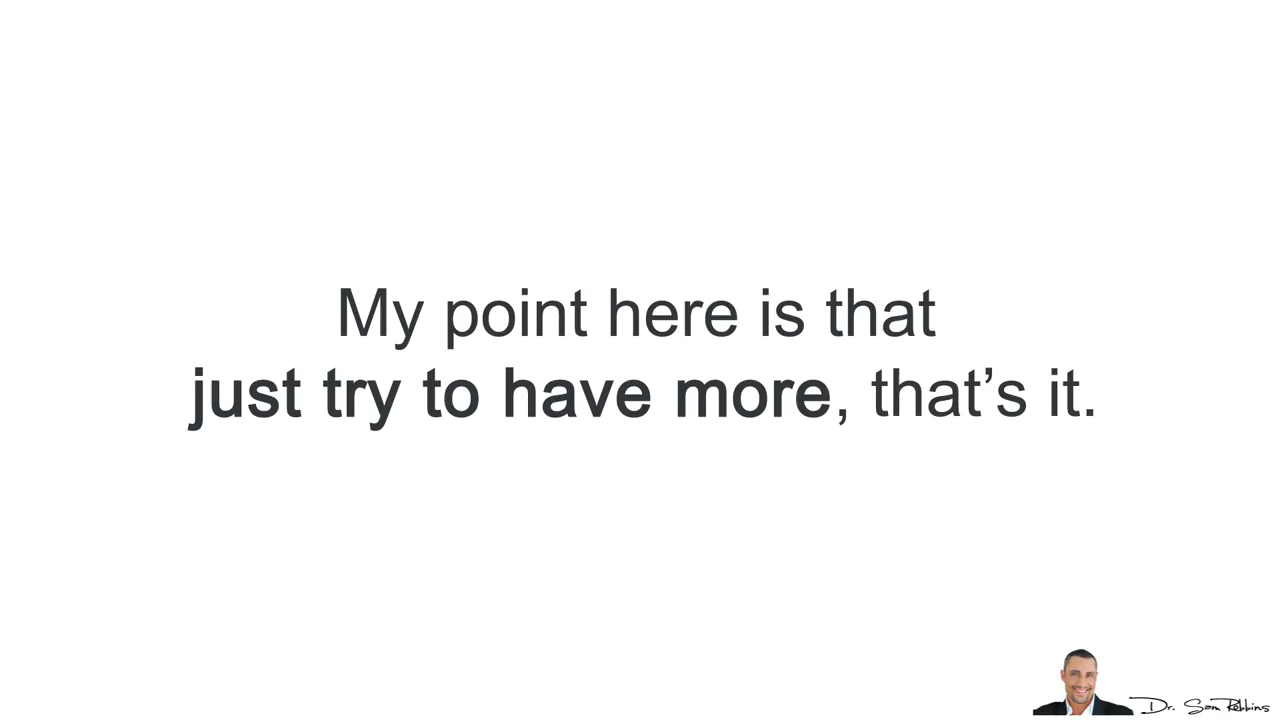 My point here is that
just try to have more, that’s it.
Dr. Sam Robbins